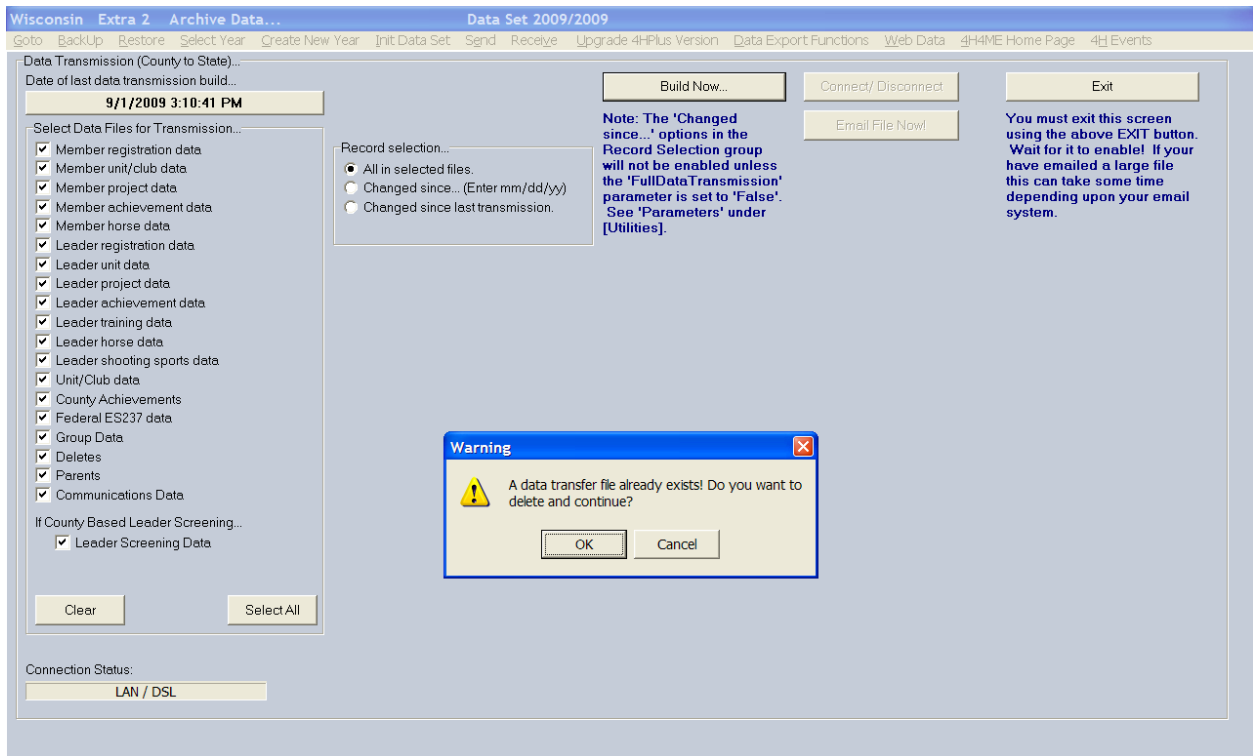 Wisconsin Extra 2 Archive Data... Data Set 2009/2009
Goto BackUp Restore Select Year Create New Year Init Data Set Send Receive Upgrade 4HPlus Version Data Export Functions Web Data 4H4ME Home Page 4H Events
Data Transmission (County to State)...
Date of last data transmission build...
9/1/2009 3:10:41 PM
Select Data Files for Transmission...
Member registration data
Member unit/club data
Member project data
Member achievement data
Member horse data
Leader registration data
Leader unit data
Leader project data
Leader achievement data
Leader training data
Leader horse data
Leader shooting sports data
Unit/Club data
County Achievements
Federal ES237 data
Group Data
Deletes
Parents
Communications Data
If County Based Leader Screening...
Leader Screening Data
Clear
Select All
Connection Status:
LAN / DSL
Record selection...
All in selected files.
Changed since... (Enter mm/dd/yy)
Changed since last transmission.
Build Now...
Note: The 'Changed
since...' options in the
Record Selection group
will not be enabled unless
the 'FullDataTransmission'
parameter is set to 'False'.
See 'Parameters' under
[Utilities].
Connect/ Disconnect
Email File Now!
Exit
You must exit this screen
using the above EXIT button.
Wait for it to enable! If your
have emailed a large file
this can take some time
depending upon your email
system.
Warning
A data transfer file already exists! Do you want to
delete and continue?
OK
Cancel